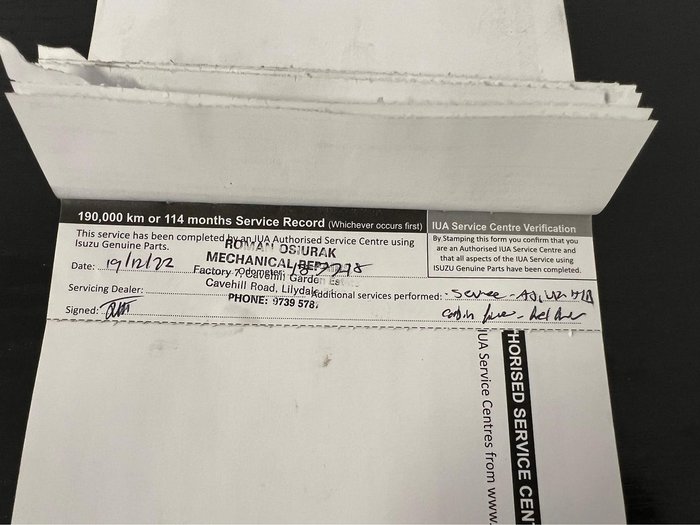 190,000 km or 114 months Service Record (Whichever occurs first)
This service has been completed by an IUA Authorised Service Centre using
Isuzu Genuine Parts.
ROMAN OSIURAK
MECHANICAL REPA
Date: 19/12/22
Factory 7 Cavehill Garden Es
Odometer:
Cavehill Road, Lilydale
Servicing Dealer:
Additional services performed:
PHONE: 9739 578
Signed:
IUA Service Centre Verification
By Stamping this form you confirm that you
are an Authorised IUA Service Centre and
that all aspects of the IUA Service using
ISUZU Genuine Parts have been completed.
HORISED SERVICE CEN
IUA Service Centres from www.